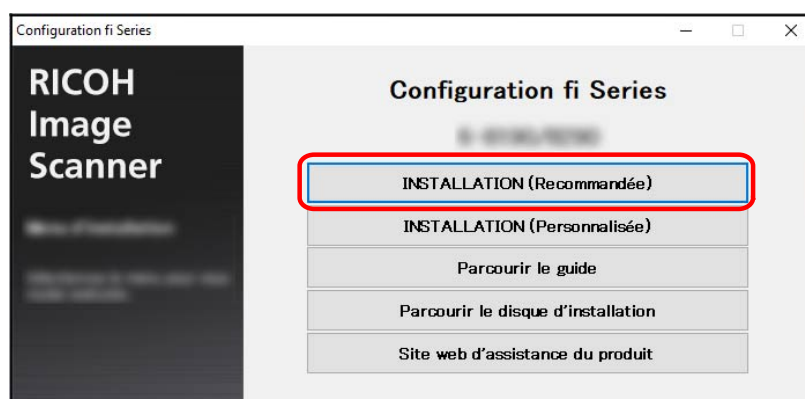 Configuration fi Series
RICOH
Image
Scanner
Configuration fi Series
INSTALLATION (Recommandée)
INSTALLATION (Personnalisée)
Parcourir le guide
Parcourir le disque d'installation
Site web d'assistance du produit